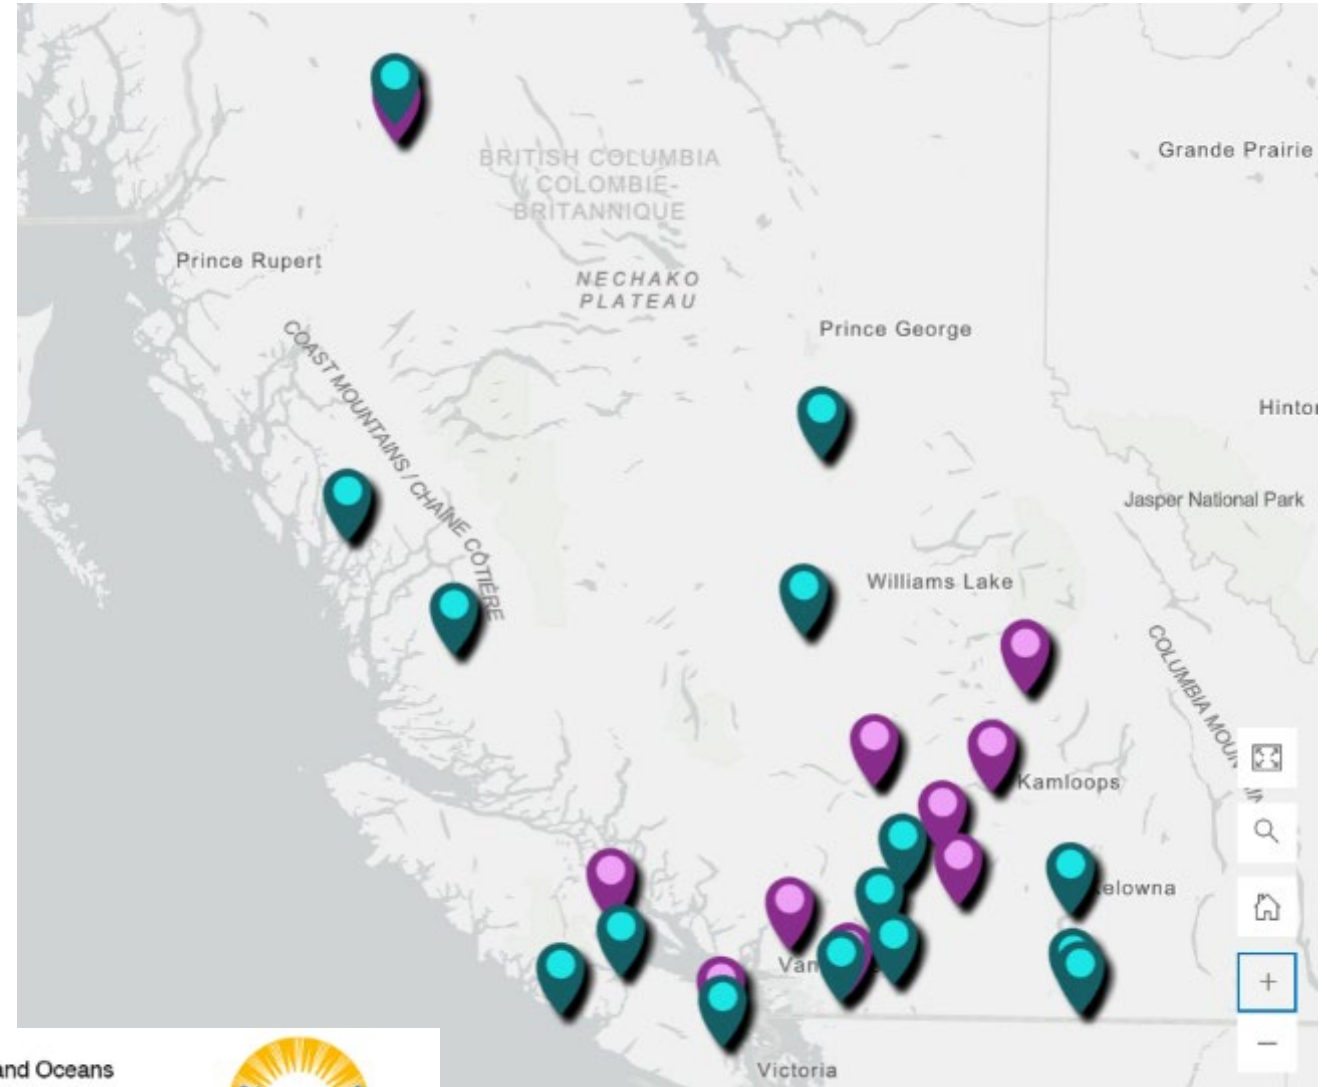 Grande Prairie
BRITISH COLUMBIA
/ COLOMBIE-
BRITANNIQUE
Prince Rupert
NECHAKO
PLATEAU
Prince George
COAST MOUNTAINS / CHAÎNE CÔTIÈRE
Hinto
Jasper National Park
Williams Lake
COLUMBIA MOUN
Kamloops
elowna
Van
s
+
−
Victoria
and Oceans